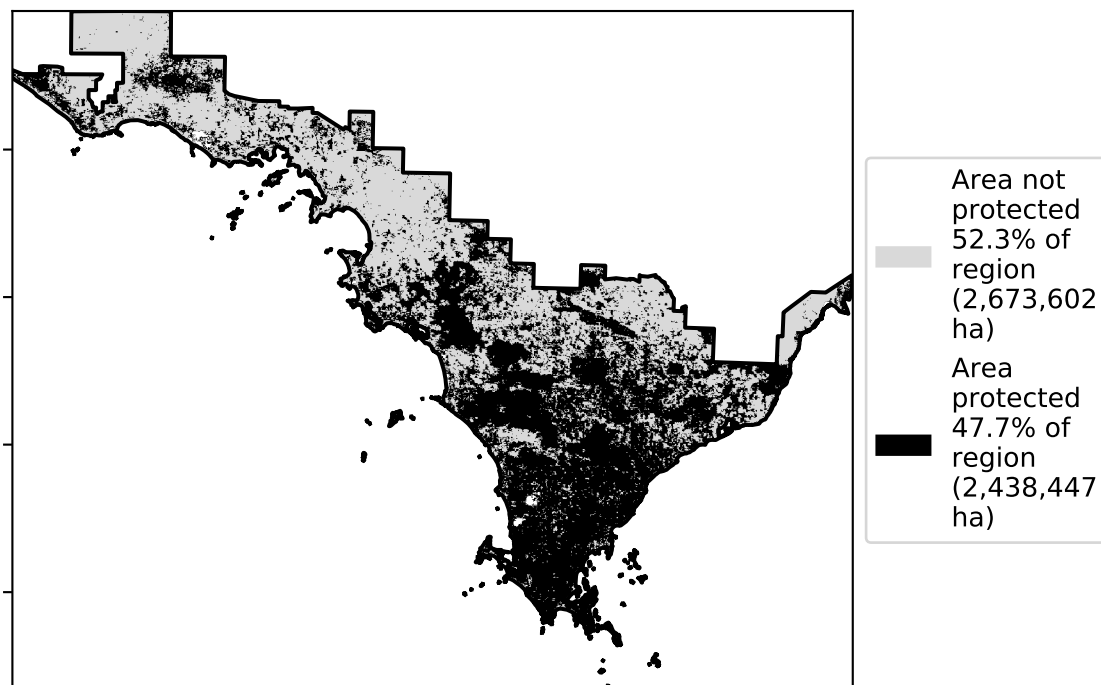 Area not
protected
52.3% of
region
(2,673,602
ha)
Area
protected
47.7% of
region
(2,438,447
ha)